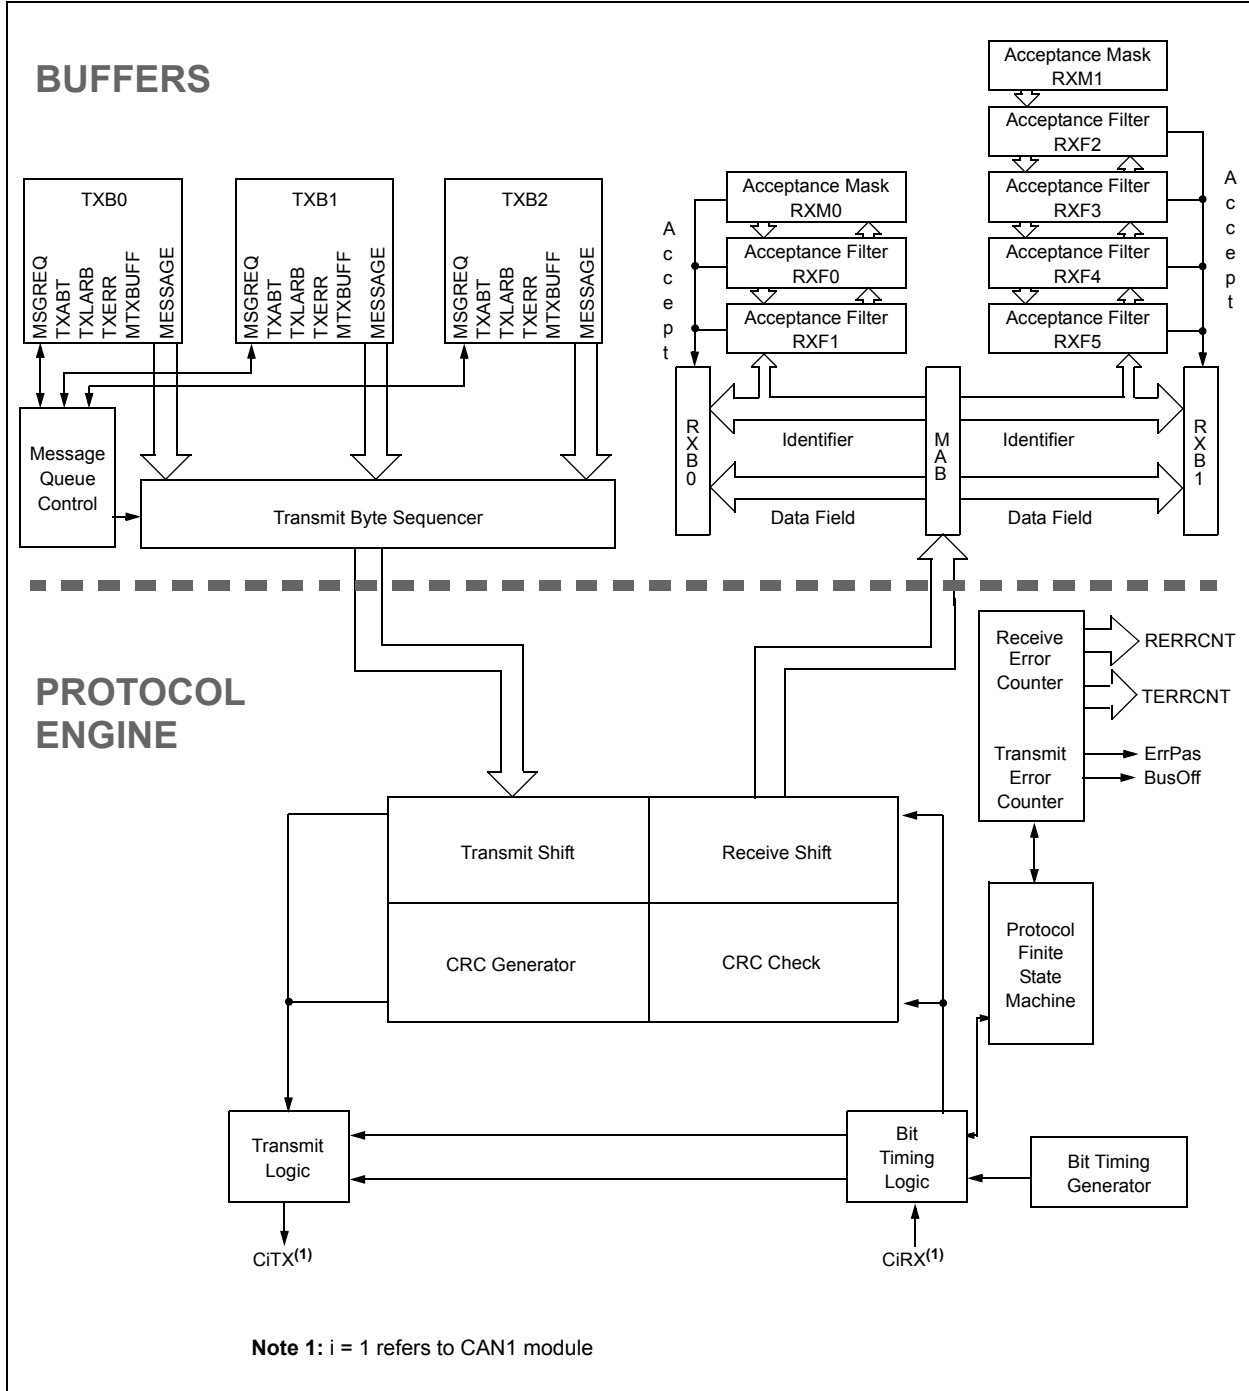 BUFFERS
TXB0
MSGREQ
TXABT
TXLARB
TXERR
MTXBUFF
MESSAGE
TXB1
MSGREQ
TXABT
TXLARB
TXERR
MTXBUFF
MESSAGE
TXB2
MSGREQ
TXABT
TXLARB
TXERR
MTXBUFF
MESSAGE
Message
Queue
Control
Transmit Byte Sequencer
Accept
Acceptance Mask
RXM0
Acceptance Filter
RXF0
Acceptance Filter
RXF1
Acceptance Mask
RXM1
Acceptance Filter
RXF2
Acceptance Filter
RXF3
Acceptance Filter
RXF4
Acceptance Filter
RXF5
Accept
RXB0
Identifier
Data Field
MAB
Identifier
Data Field
RXB1
PROTOCOL
ENGINE
Receive
Error
Counter
Transmit
Error
Counter
RERRCNT
TERRCNT
ErrPas
BusOff
Transmit Shift
Receive Shift
CRC Generator
CRC Check
Protocol
Finite
State
Machine
Transmit
Logic
Bit
Timing
Logic
Bit Timing
Generator
CiTX(1)
CiRX(1)
Note 1: i = 1 refers to CAN1 module